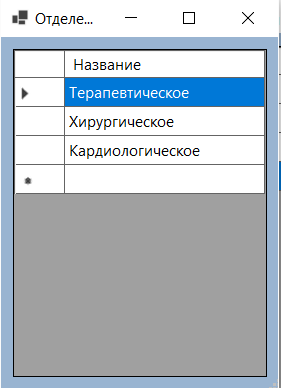 Отделе...
Название
Терапевтическое
Хирургическое
Кардиологическое